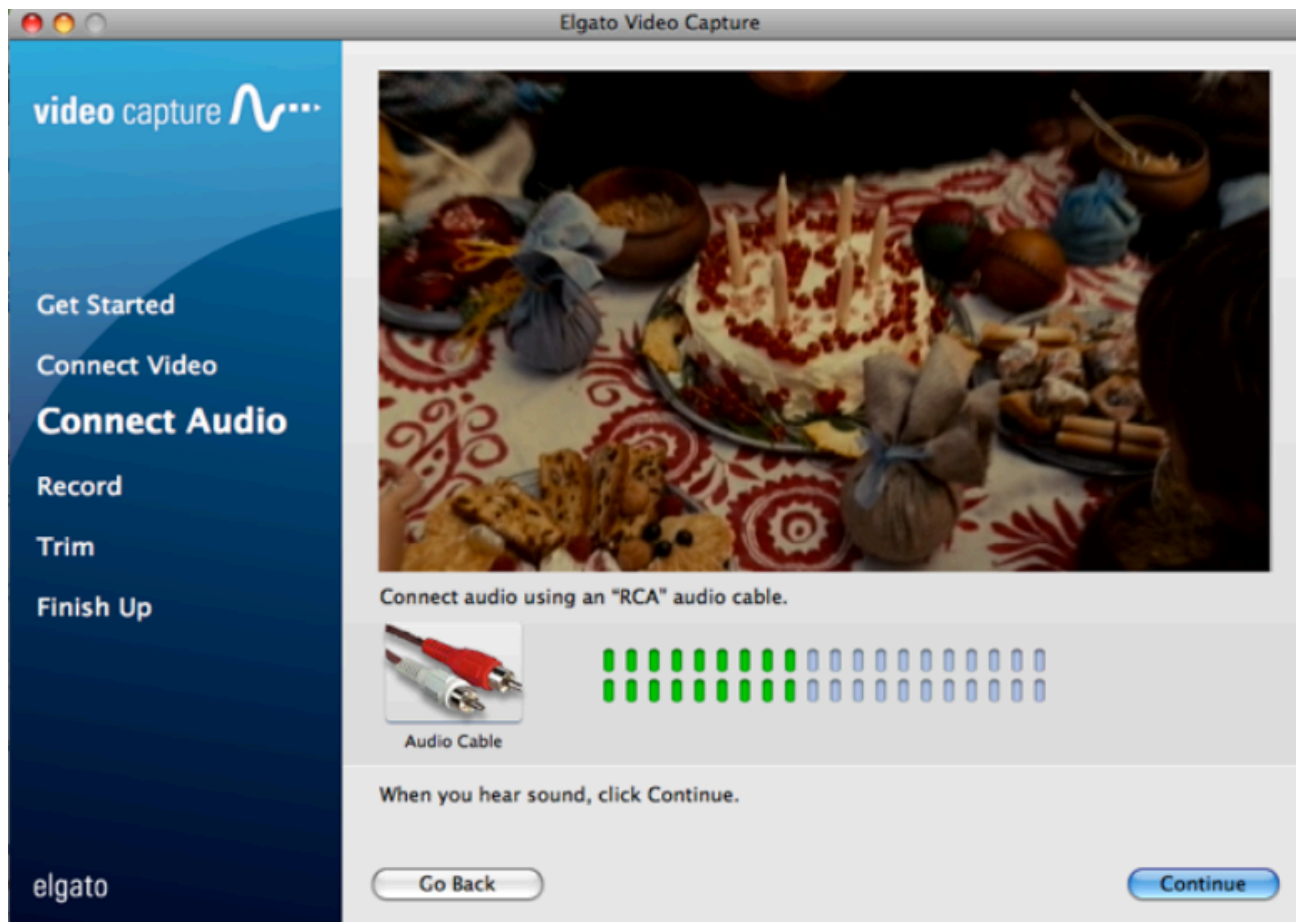 Elgato Video Capture
video capture
Get Started
Connect Video
Connect Audio
Record
Trim
Finish Up
elgato
Connect audio using an “RCA” audio cable.
Audio Cable
When you hear sound, click Continue.
Go Back
Continue